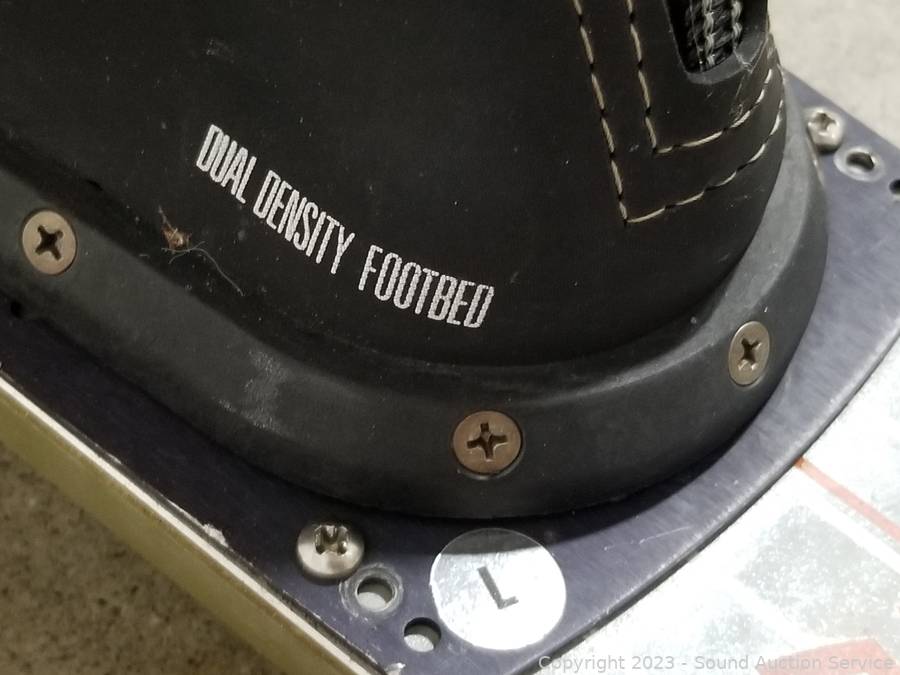 DUAL DENSITY FOOTBED
L
Copyright 2023 - Sound Auction Service